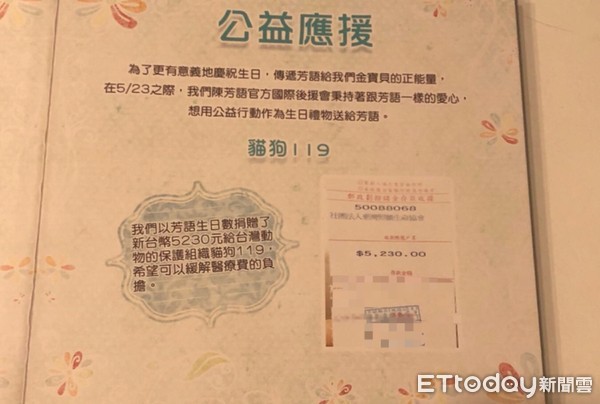 公益應援
為了更有意義地慶祝生日，傳遞芳語給我們金寶貝的正能量，
在5/23之際，我們陳芳語官方國際後援會秉持著跟芳語一樣的愛心，
想用公益行動作為生日禮物送給芳語。
貓狗119
我們以芳語生日數捐贈了
新台幣5230元給台灣動
物的保護組織貓狗119，
希望可以緩解醫療費的負
擔。
50088068
$5,230.00
ETtoday新聞雲